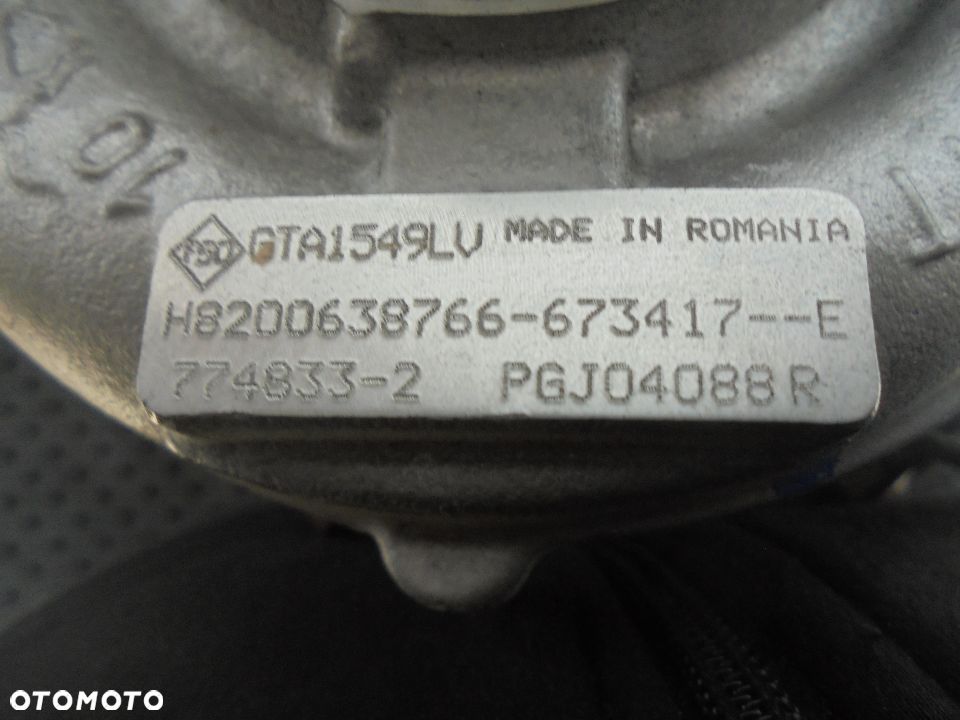 GTA1549LV MADE IN ROMANIA
H8200638766-673417--E
774833-2 PGJ04088R
OTOMOTO